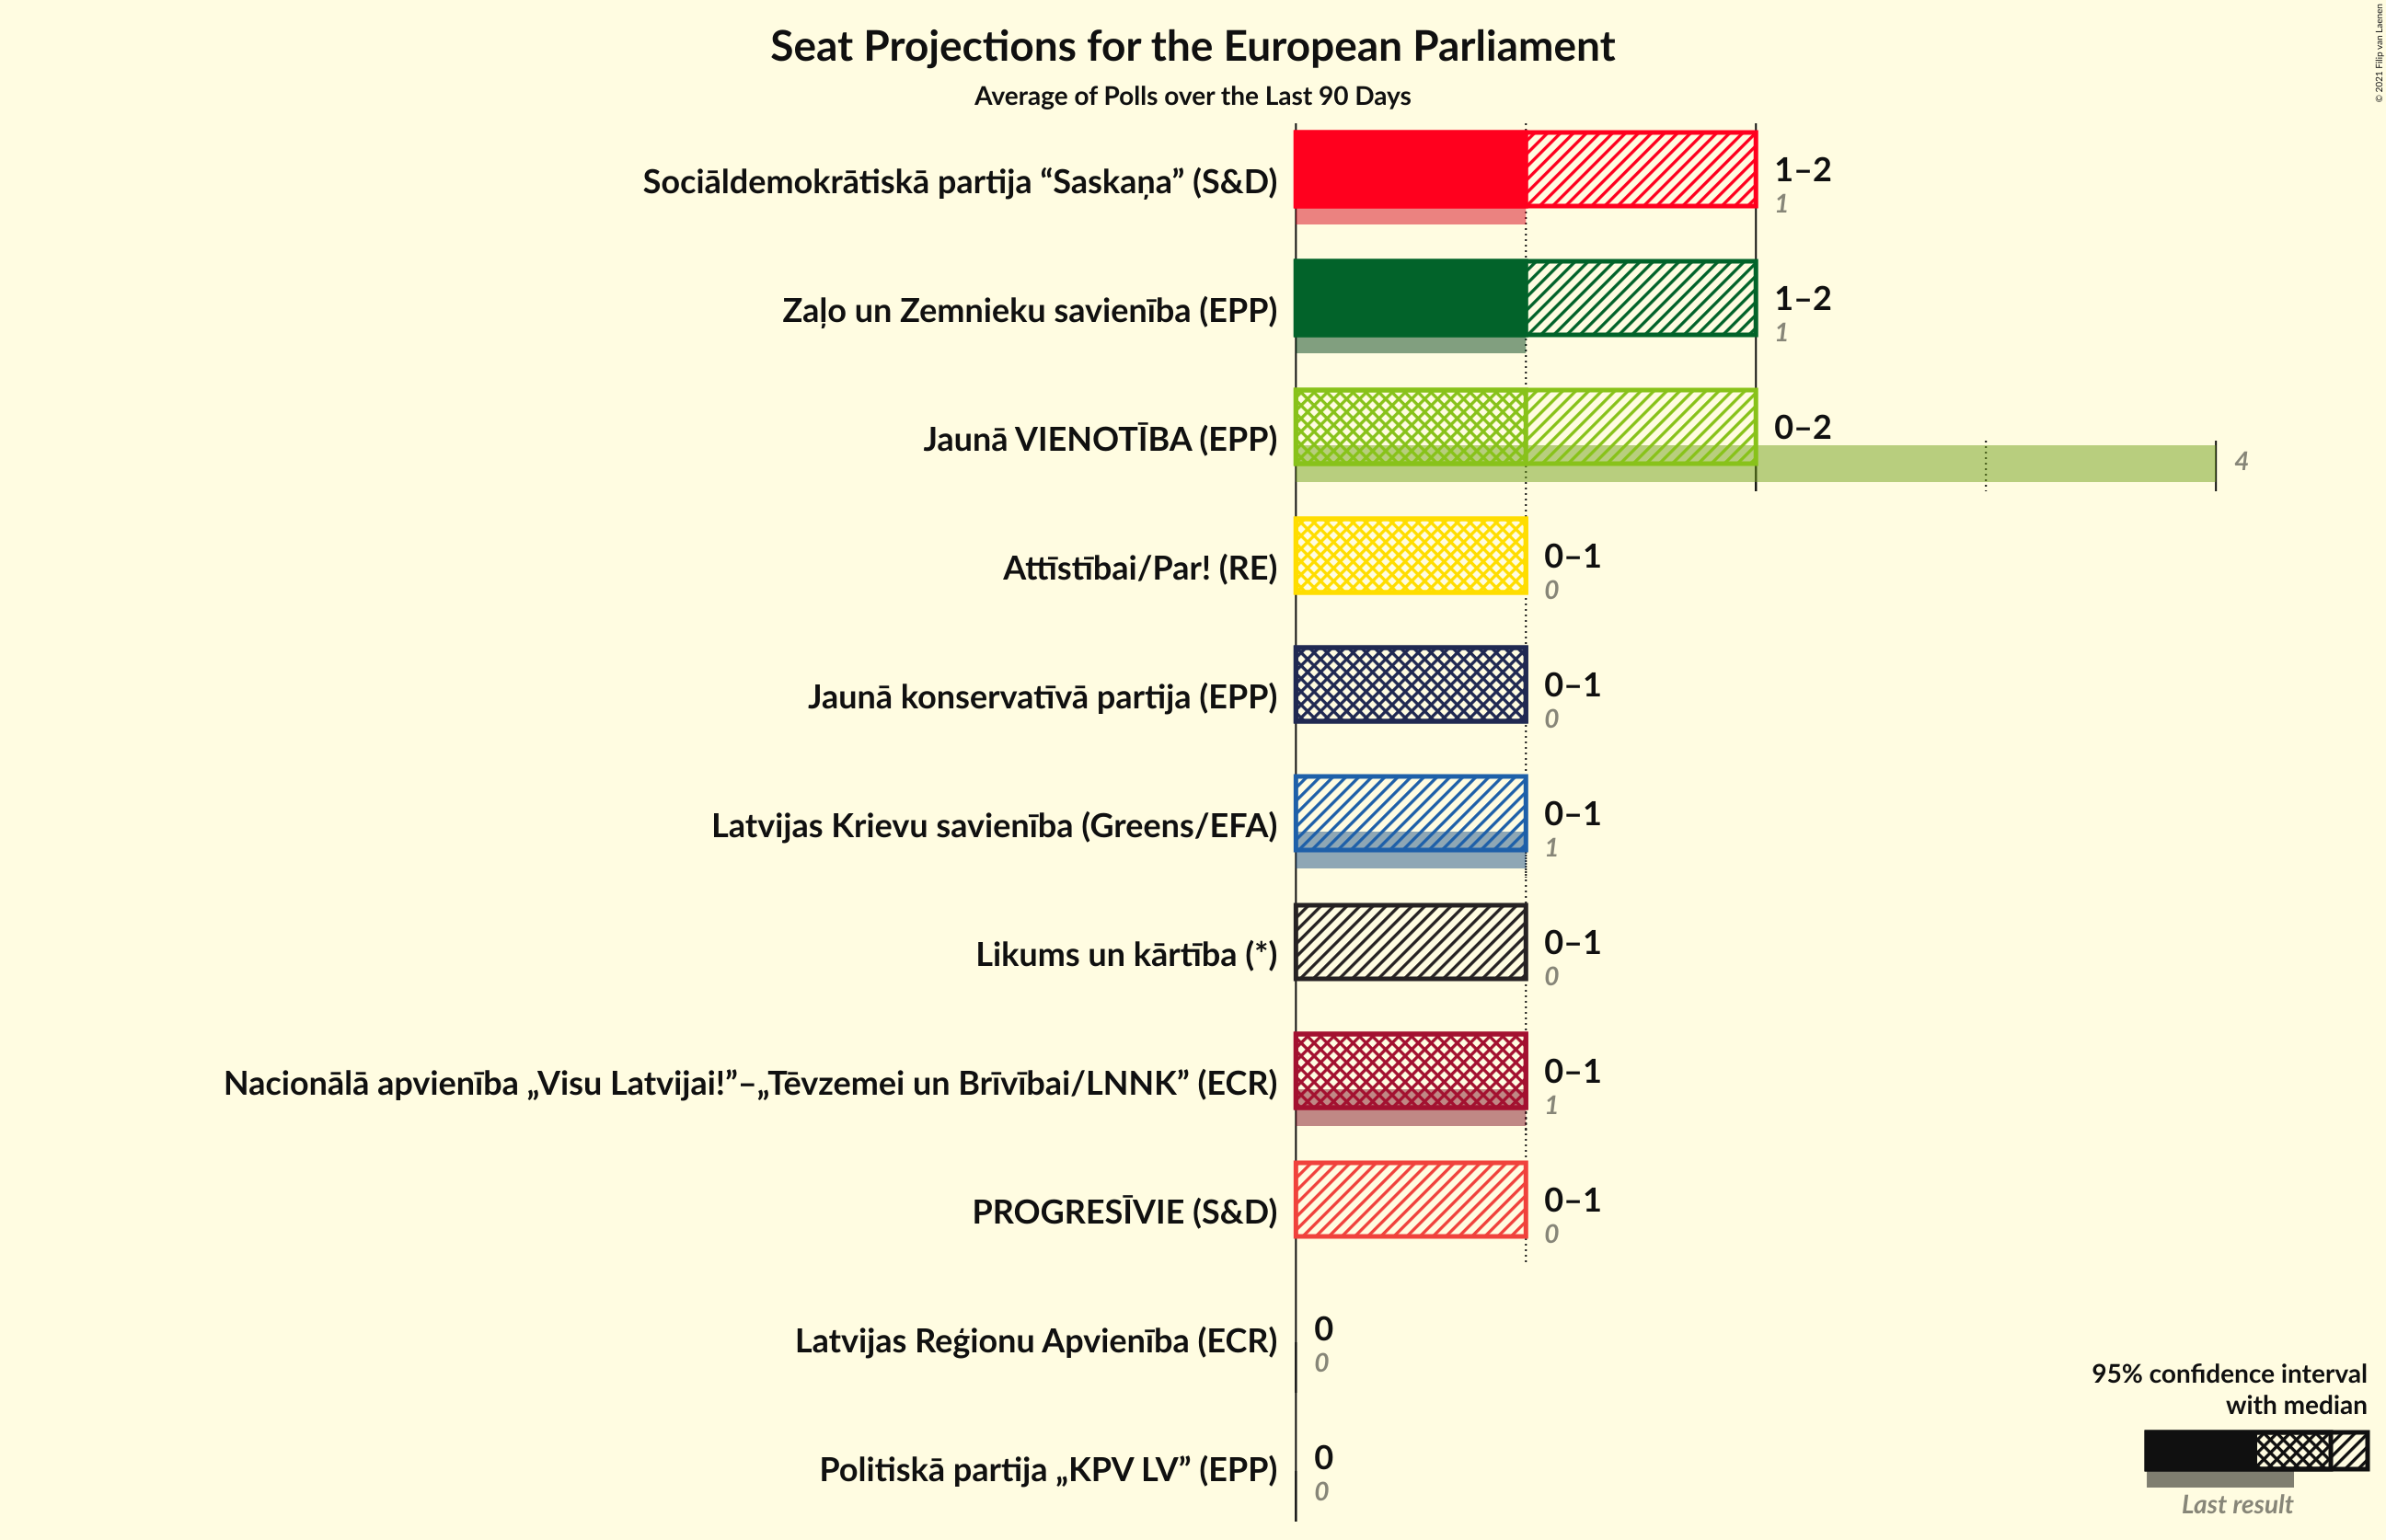 Seat Projections for the European Parliament
Average of Polls over the Last 90 Days
© 2021 Filip van Laenen
Sociāldemokrātiskā partija “Saskaņa” (S&D)
1–2
1
Zaļo un Zemnieku savienība (EPP)
1–2
1
Jaunā VIENOTĪBA (EPP)
0–2
4
Attīstībai/Par! (RE)
0–1
0
Jaunā konservatīvā partija (EPP)
0–1
0
Latvijas Krievu savienība (Greens/EFA)
0–1
1
Likums un kārtība (*)
0–1
0
Nacionālā apvienība „Visu Latvijai!”–„Tēvzemei un Brīvībai/LNNK” (ECR)
0–1
1
PROGRESĪVIE (S&D)
0–1
0
Latvijas Reģionu Apvienība (ECR)
0
0
Politiskā partija „KPV LV” (EPP)
0
0
95% confidence interval
with median
Last result